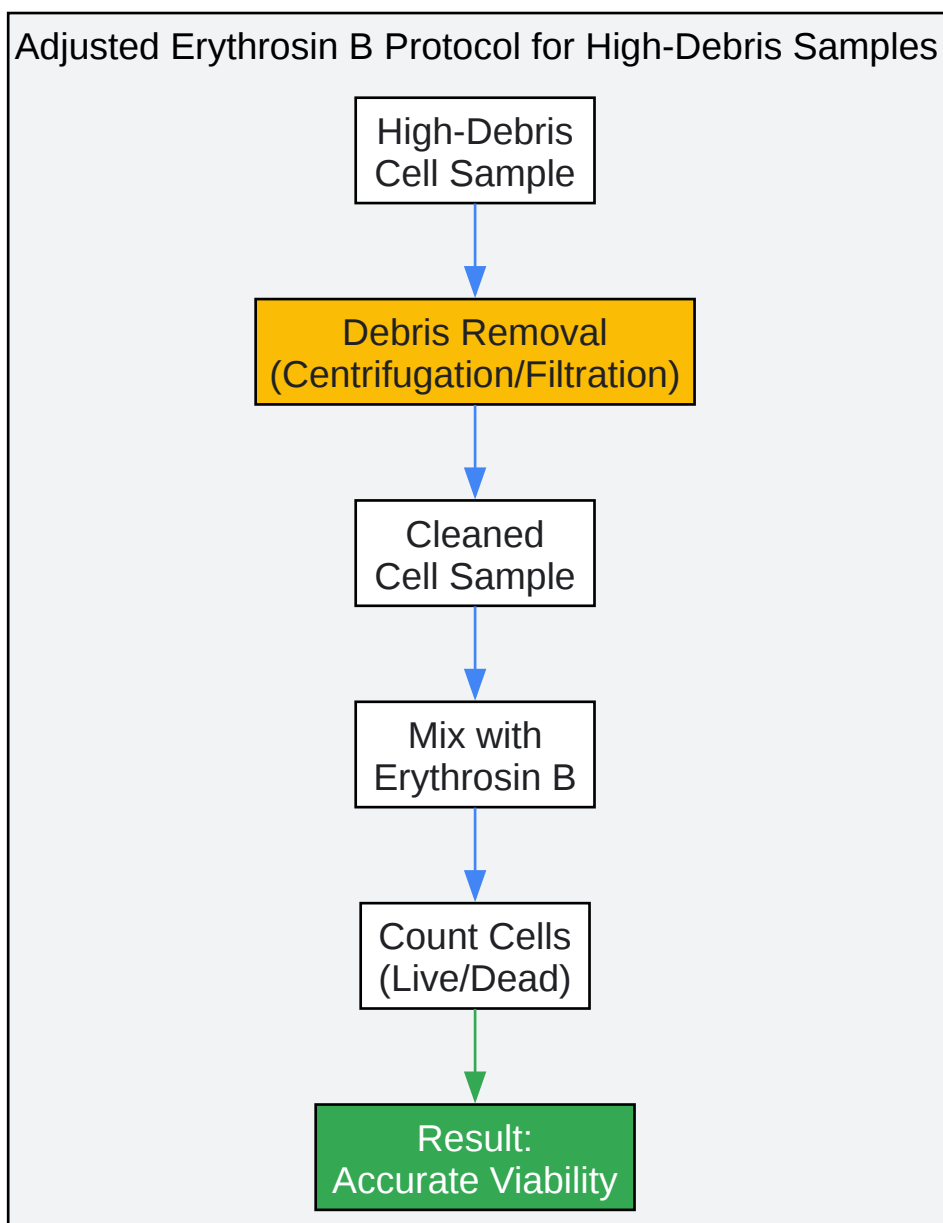 Adjusted Erythrosin B Protocol for High-Debris Samples
High-Debris
Cell Sample
Debris Removal
(Centrifugation/Filtration)
Cleaned
Cell Sample
Mix with
Erythrosin B
Count Cells
(Live/Dead)
Result:
Accurate Viability